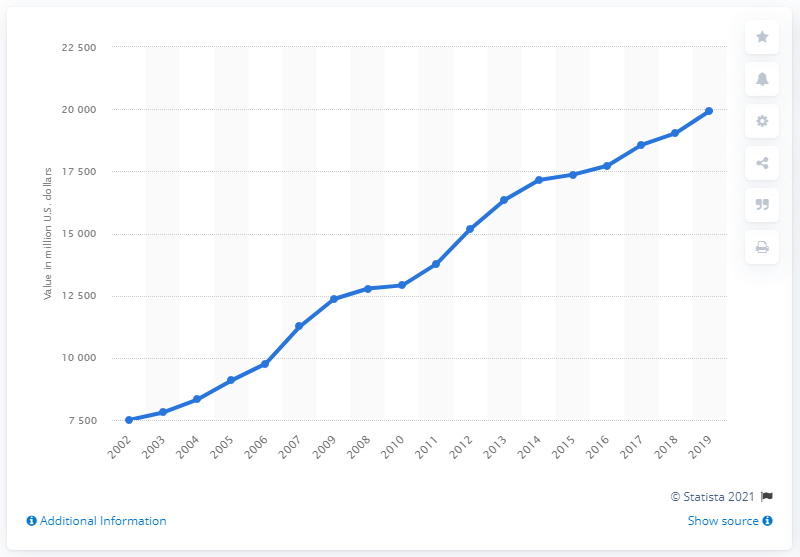 22 500
20 000
17 500
15 000
12 500
10 000
7 500
Value in million U.S. dollars
2002 2003 2004 2005 2006 2007 2009 2008 2010 2011 2012 2013 2014 2015 2016 2017 2018 2019
© Statista 2021
Additional Information Show source